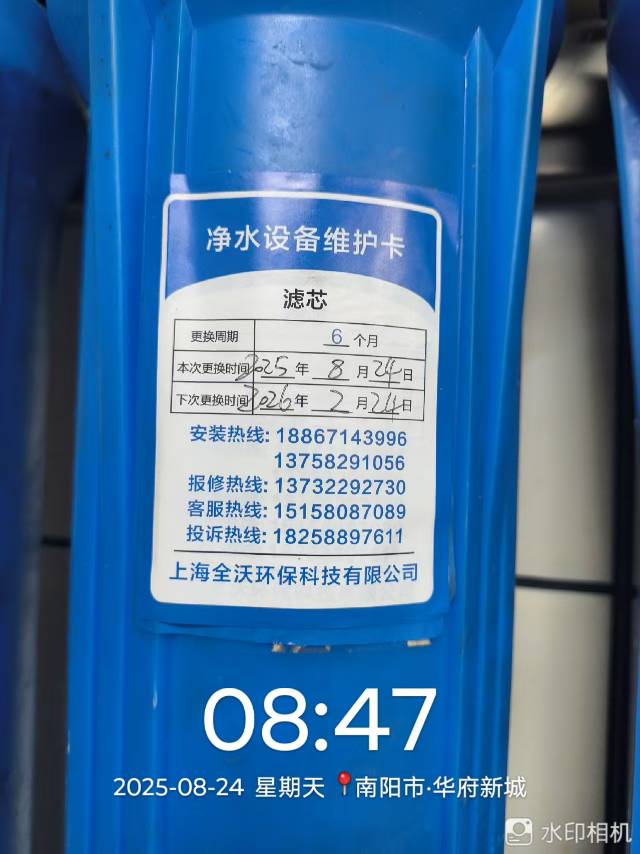 净水设备维护卡
滤芯
更换周期 6 个月
本次更换时间 2025 年 8 月 24 日
下次更换时间 2026 年 2 月 24 日
安装热线: 18867143996
13758291056
报修热线: 13732292730
客服热线: 15158087089
投诉热线: 18258897611
上海全沃环保科技有限公司
08:47
2025-08-24 星期天 南阳市·华府新城
水印相机